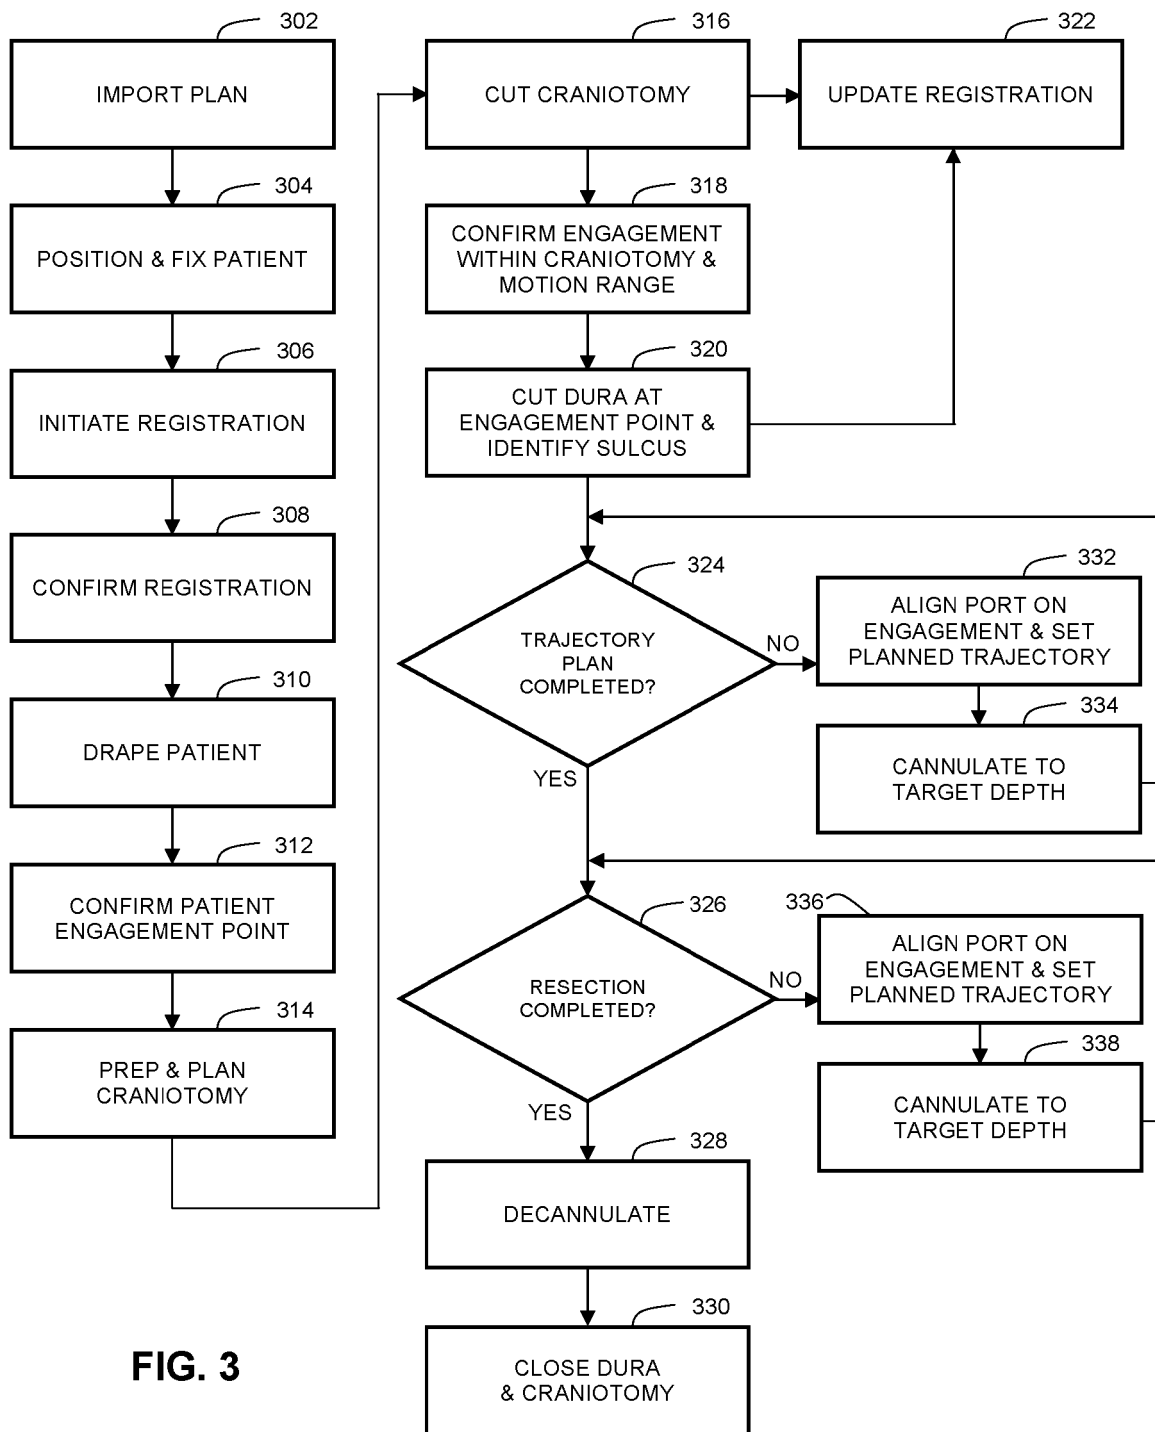 302
IMPORT PLAN
304
POSITION & FIX PATIENT
306
INITIATE REGISTRATION
308
CONFIRM REGISTRATION
310
DRAPE PATIENT
312
CONFIRM PATIENT
ENGAGEMENT POINT
314
PREP & PLAN
CRANIOTOMY
316
CUT CRANIOTOMY
322
UPDATE REGISTRATION
318
CONFIRM ENGAGEMENT
WITHIN CRANIOTOMY &
MOTION RANGE
320
CUT DURA AT
ENGAGEMENT POINT &
IDENTIFY SULCUS
324
TRAJECTORY
PLAN
COMPLETED?
NO
YES
332
ALIGN PORT ON
ENGAGEMENT & SET
PLANNED TRAJECTORY
334
CANNULATE TO
TARGET DEPTH
326
RESECTION
COMPLETED?
NO
YES
336
ALIGN PORT ON
ENGAGEMENT & SET
PLANNED TRAJECTORY
338
CANNULATE TO
TARGET DEPTH
328
DECANNULATE
330
CLOSE DURA
& CRANIOTOMY
FIG. 3